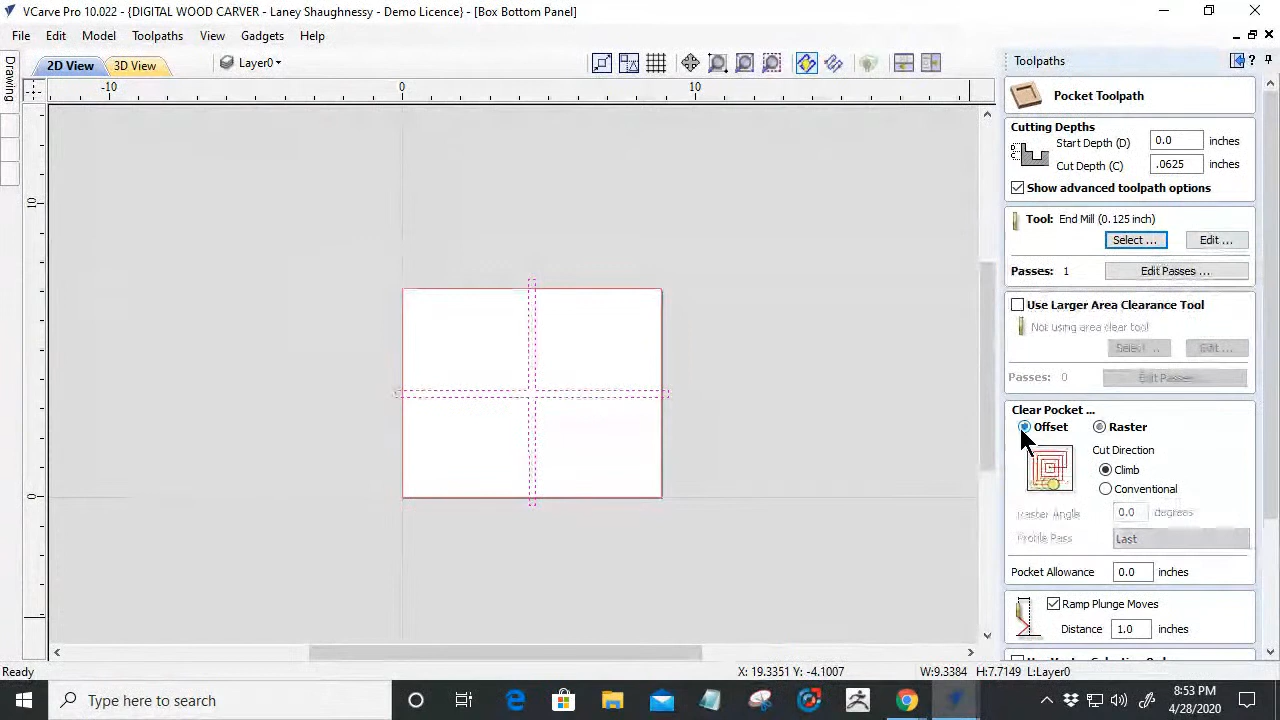 VCarve Pro 10.022 - {DIGITAL WOOD CARVER - Laney Shaughnessy - Demo Licence} - [Box Bottom Panel]
File Edit Model Toolpaths View Gadgets Help
Drawing
2D View 3D View Layer0
Toolpaths
-10 0 10
10
0
Pocket Toolpath
Cutting Depths
Start Depth (D) 0.0 inches
Cut Depth (C) .0625 inches
Show advanced toolpath options
Tool: End Mill (0.125 inch)
Select ... Edit ...
Passes: 1 Edit Passes ...
Use Larger Area Clearance Tool
Not using area clear tool
Select ... Edit ...
Passes: 0 Edit Passes ...
Clear Pocket ...
Offset Raster
Cut Direction
Climb
Conventional
Raster Angle 0.0 degrees
Profile Pass Last
Pocket Allowance 0.0 inches
Ramp Plunge Moves
Distance 1.0 inches
Ready X: 19.3351 Y: -4.1007 W:9.3384 H:7.7149 L:Layer0
Type here to search
8:53 PM
4/28/2020